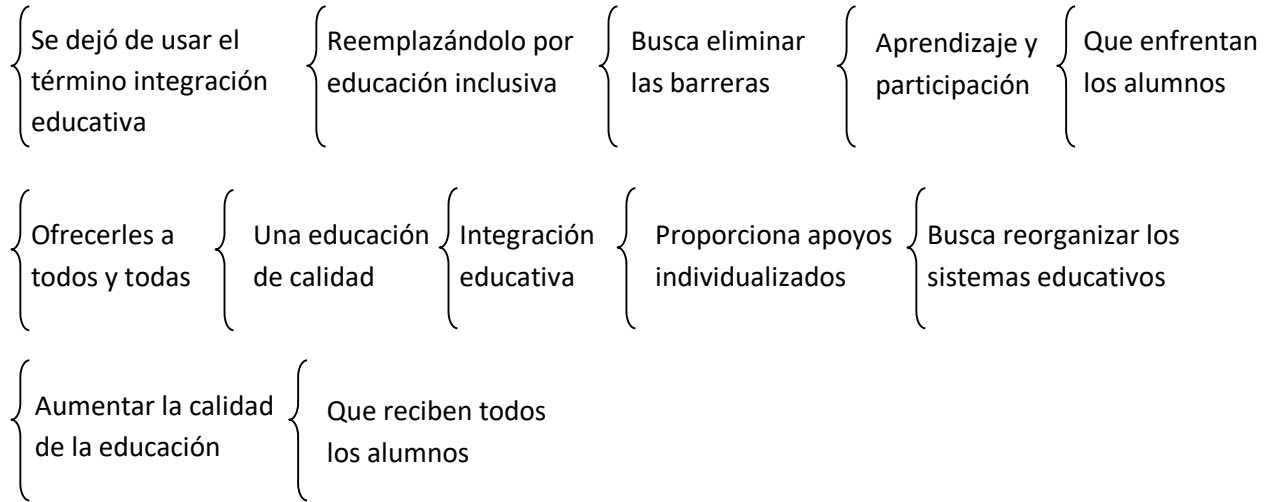 Se dejó de usar el
término integración
educativa
Reemplazándolo por
educación inclusiva
Busca eliminar
las barreras
Aprendizaje y
participación
Que enfrentan
los alumnos
Ofrecerles a
todos y todas
Una educación
de calidad
Integración
educativa
Proporciona apoyos
individualizados
Busca reorganizar los
sistemas educativos
Aumentar la calidad
de la educación
Que reciben todos
los alumnos